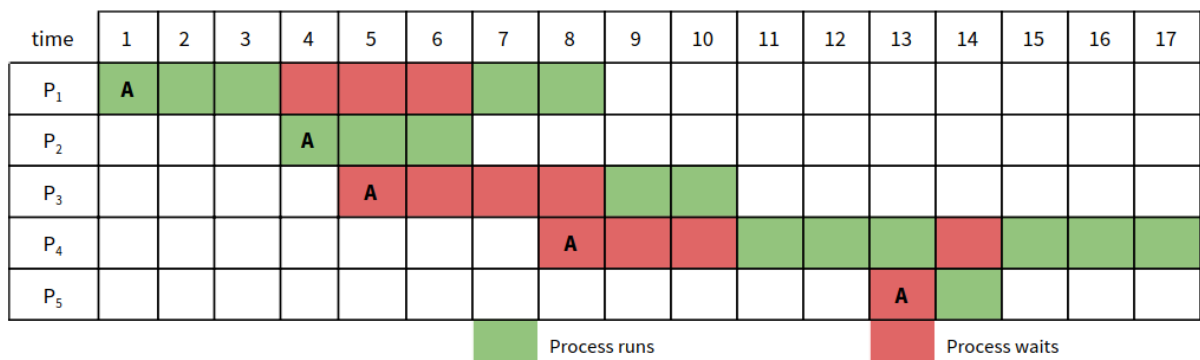 time 1 2 3 4 5 6 7 8 9 10 11 12 13 14 15 16 17
P₁ A
P₂ A
P₃ A
P₄ A
P₅ A
Process runs Process waits